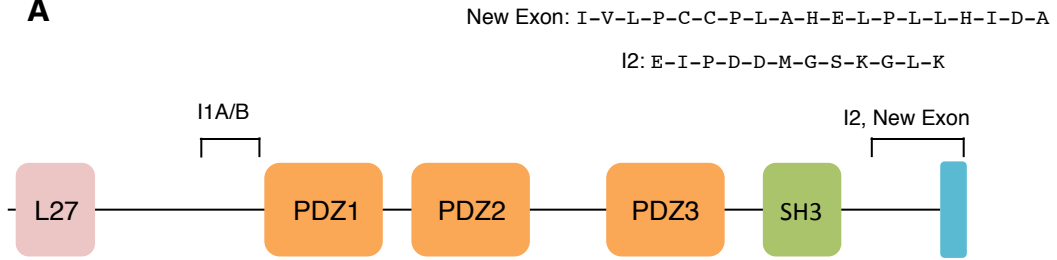 A
New Exon: I-V-L-P-C-C-P-L-A-H-E-L-P-L-L-H-I-D-A
I2: E-I-P-D-D-M-G-S-K-G-L-K
I1A/B
I2, New Exon
L27
PDZ1
PDZ2
PDZ3
SH3